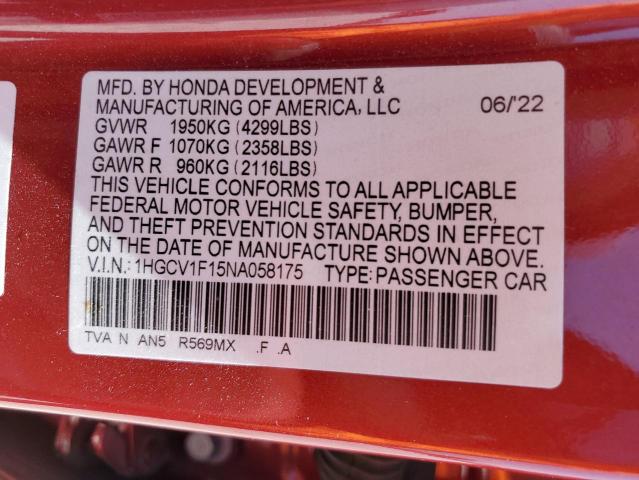 MFD. BY HONDA DEVELOPMENT &
MANUFACTURING OF AMERICA, LLC 06/'22
GVWR 1950KG (4299LBS)
GAWR F 1070KG (2358LBS)
GAWR R 960KG (2116LBS)
THIS VEHICLE CONFORMS TO ALL APPLICABLE
FEDERAL MOTOR VEHICLE SAFETY, BUMPER,
AND THEFT PREVENTION STANDARDS IN EFFECT
ON THE DATE OF MANUFACTURE SHOWN ABOVE.
V.I.N.: 1HGCV1F15NA058175 TYPE: PASSENGER CAR
TVA N AN5 R569MX .F .A